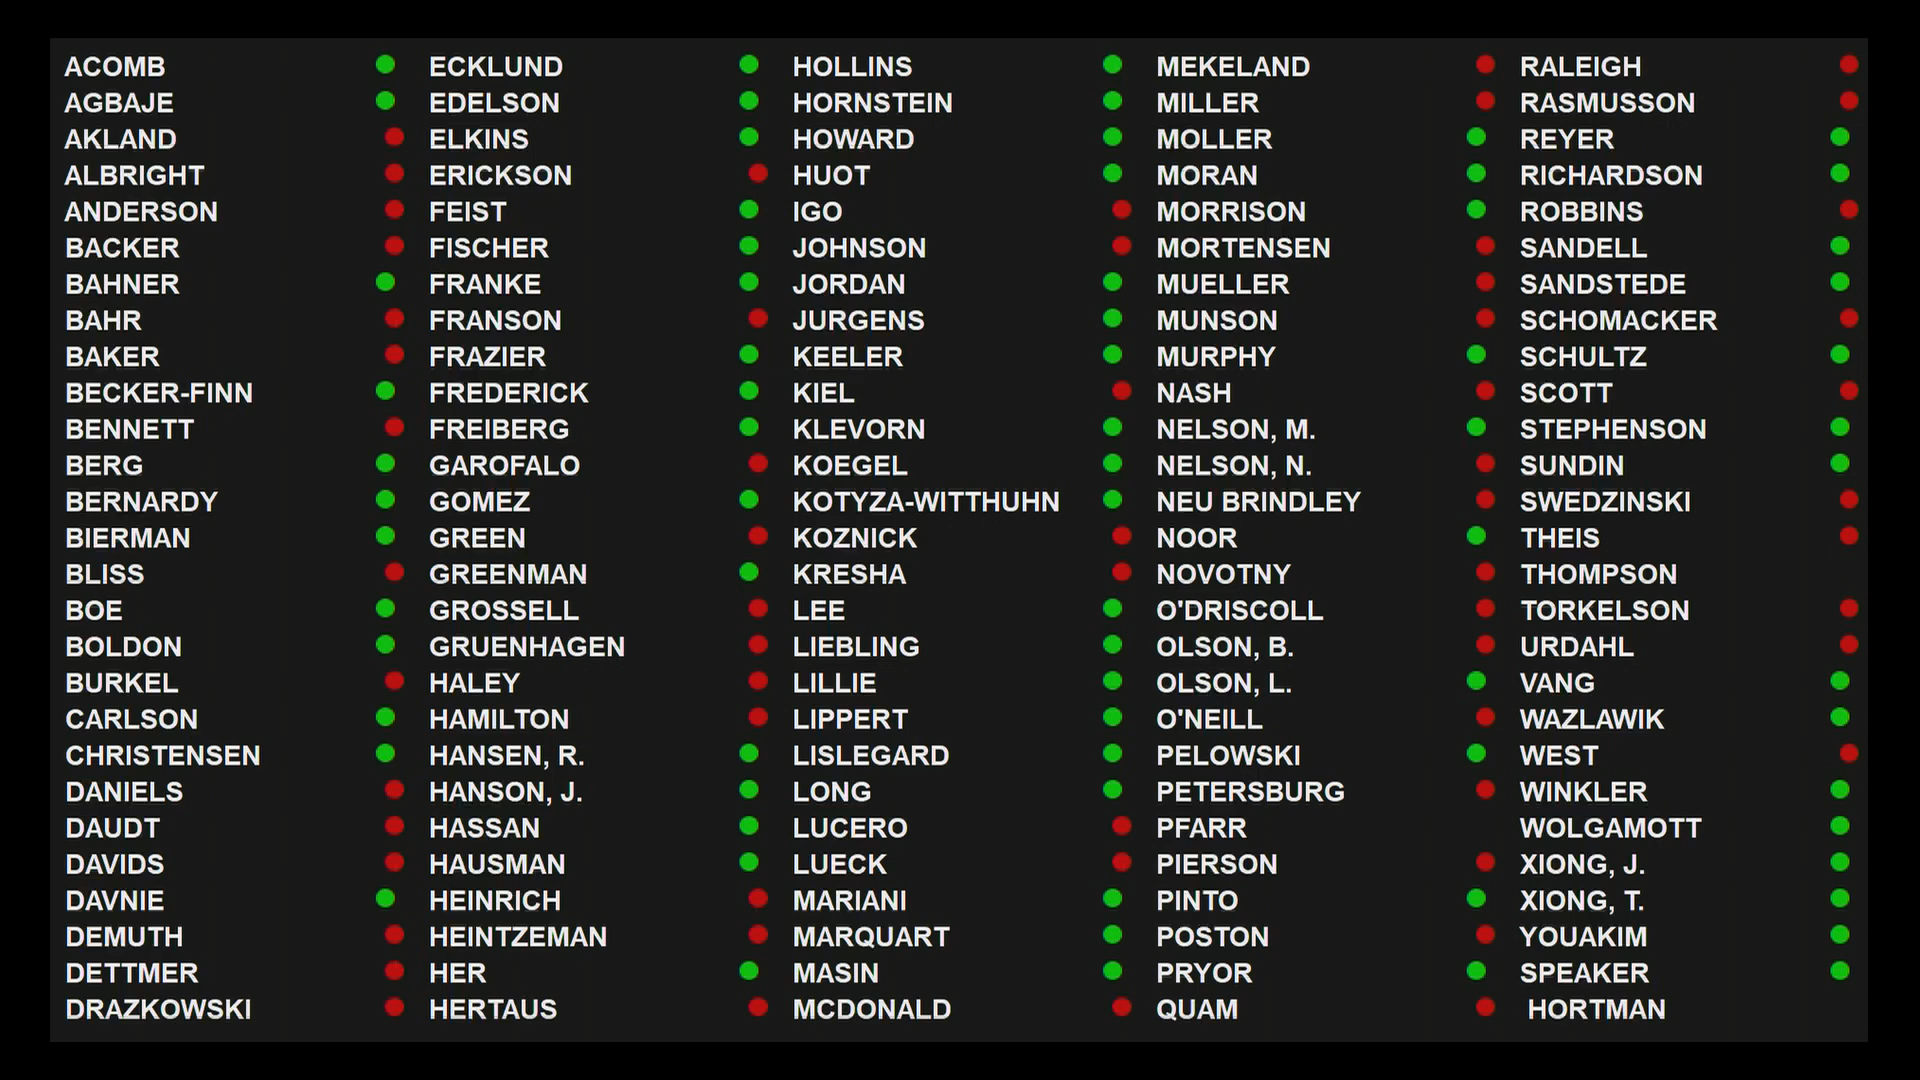 ACOMB ECKLUND HOLLINS MEKELAND RALEIGH
AGBAJE EDELSON HORNSTEIN MILLER RASMUSSON
AKLAND ELKINS HOWARD MOLLER REYER
ALBRIGHT ERICKSON HUOT MORAN RICHARDSON
ANDERSON FEIST IGO MORRISON ROBBINS
BACKER FISCHER JOHNSON MORTENSEN SANDELL
BAHNER FRANKE JORDAN MUELLER SANDSTEDE
BAHR FRANSON JURGENS MUNSON SCHOMACKER
BAKER FRAZIER KEELER MURPHY SCHULTZ
BECKER-FINN FREDERICK KIEL NASH SCOTT
BENNETT FREIBERG KLEVORN NELSON, M. STEPHENSON
BERG GAROFALO KOEGEL NELSON, N. SUNDIN
BERNARDY GOMEZ KOTYZA-WITTHUHN NEU BRINDLEY SWEDZINSKI
BIERMAN GREEN KOZNICK NOOR THEIS
BLISS GREENMAN KRESHA NOVOTNY THOMPSON
BOE GROSSELL LEE O'DRISCOLL TORKELSON
BOLDON GRUENHAGEN LIEBLING OLSON, B. URDAHL
BURKEL HALEY LILLIE OLSON, L. VANG
CARLSON HAMILTON LIPPERT O'NEILL WAZLAWIK
CHRISTENSEN HANSEN, R. LISLEGARD PELOWSKI WEST
DANIELS HANSON, J. LONG PETERSBURG WINKLER
DAUDT HASSAN LUCERO PFARR WOLGAMOTT
DAVIDS HAUSMAN LUECK PIERSON XIONG, J.
DAVNIE HEINRICH MARIANI PINTO XIONG, T.
DEMUTH HEINTZEMAN MARQUART POSTON YOUAKIM
DETTMER HER MASIN PRYOR SPEAKER
DRAZKOWSKI HERTAUS MCDONALD QUAM HORTMAN